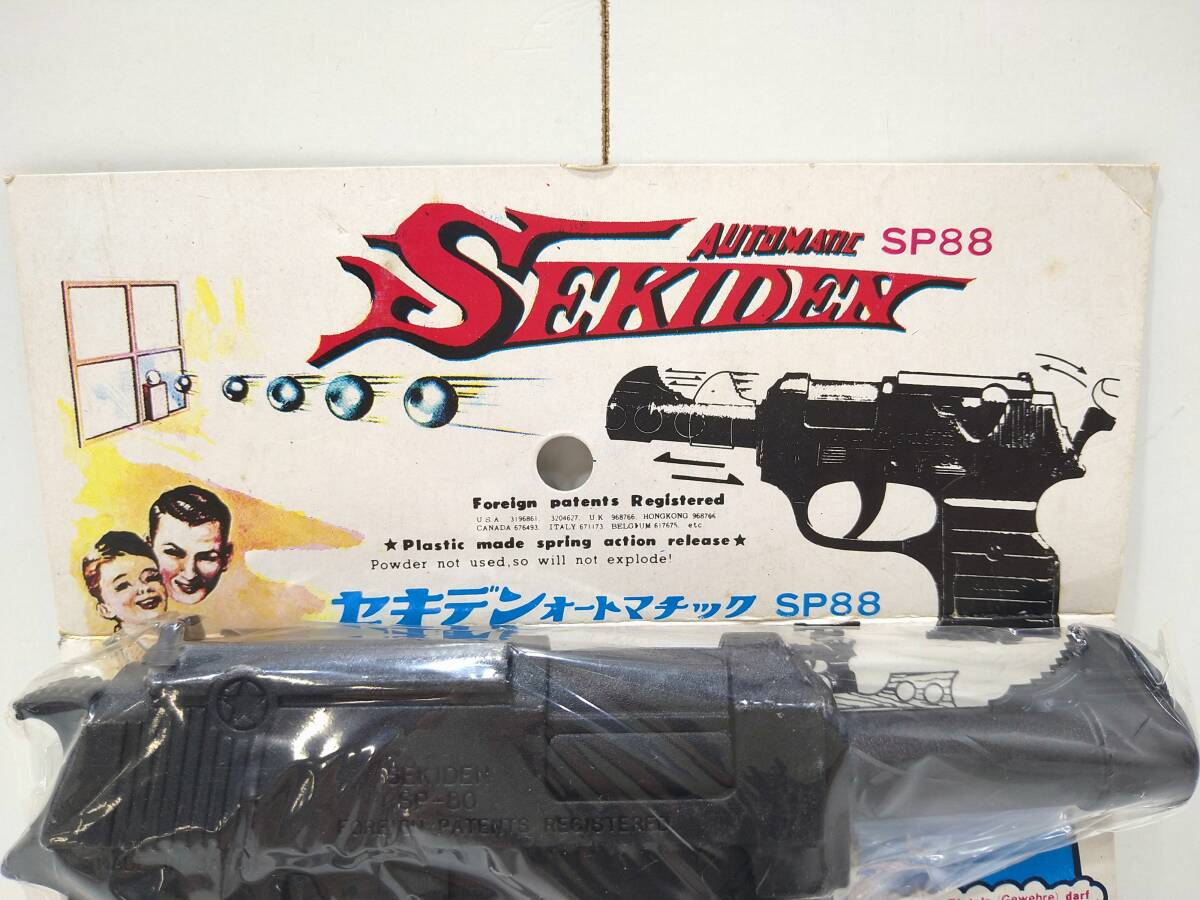 AUTOMATIC SP88
SEKIDEN
Foreign patents Registered
U.S.A. 3196861, 3204627, U.K 968766, HONGKONG 968766
CANADA 676493, ITALY 671173, BELGIUM 617675, etc
★Plastic made spring action release★
Powder not used, so will not explode!
セキデンオートマチック SP88
SEKIDEN
SP-80
FOREIGN PATENTS REGISTERED
(Gewehre) darf